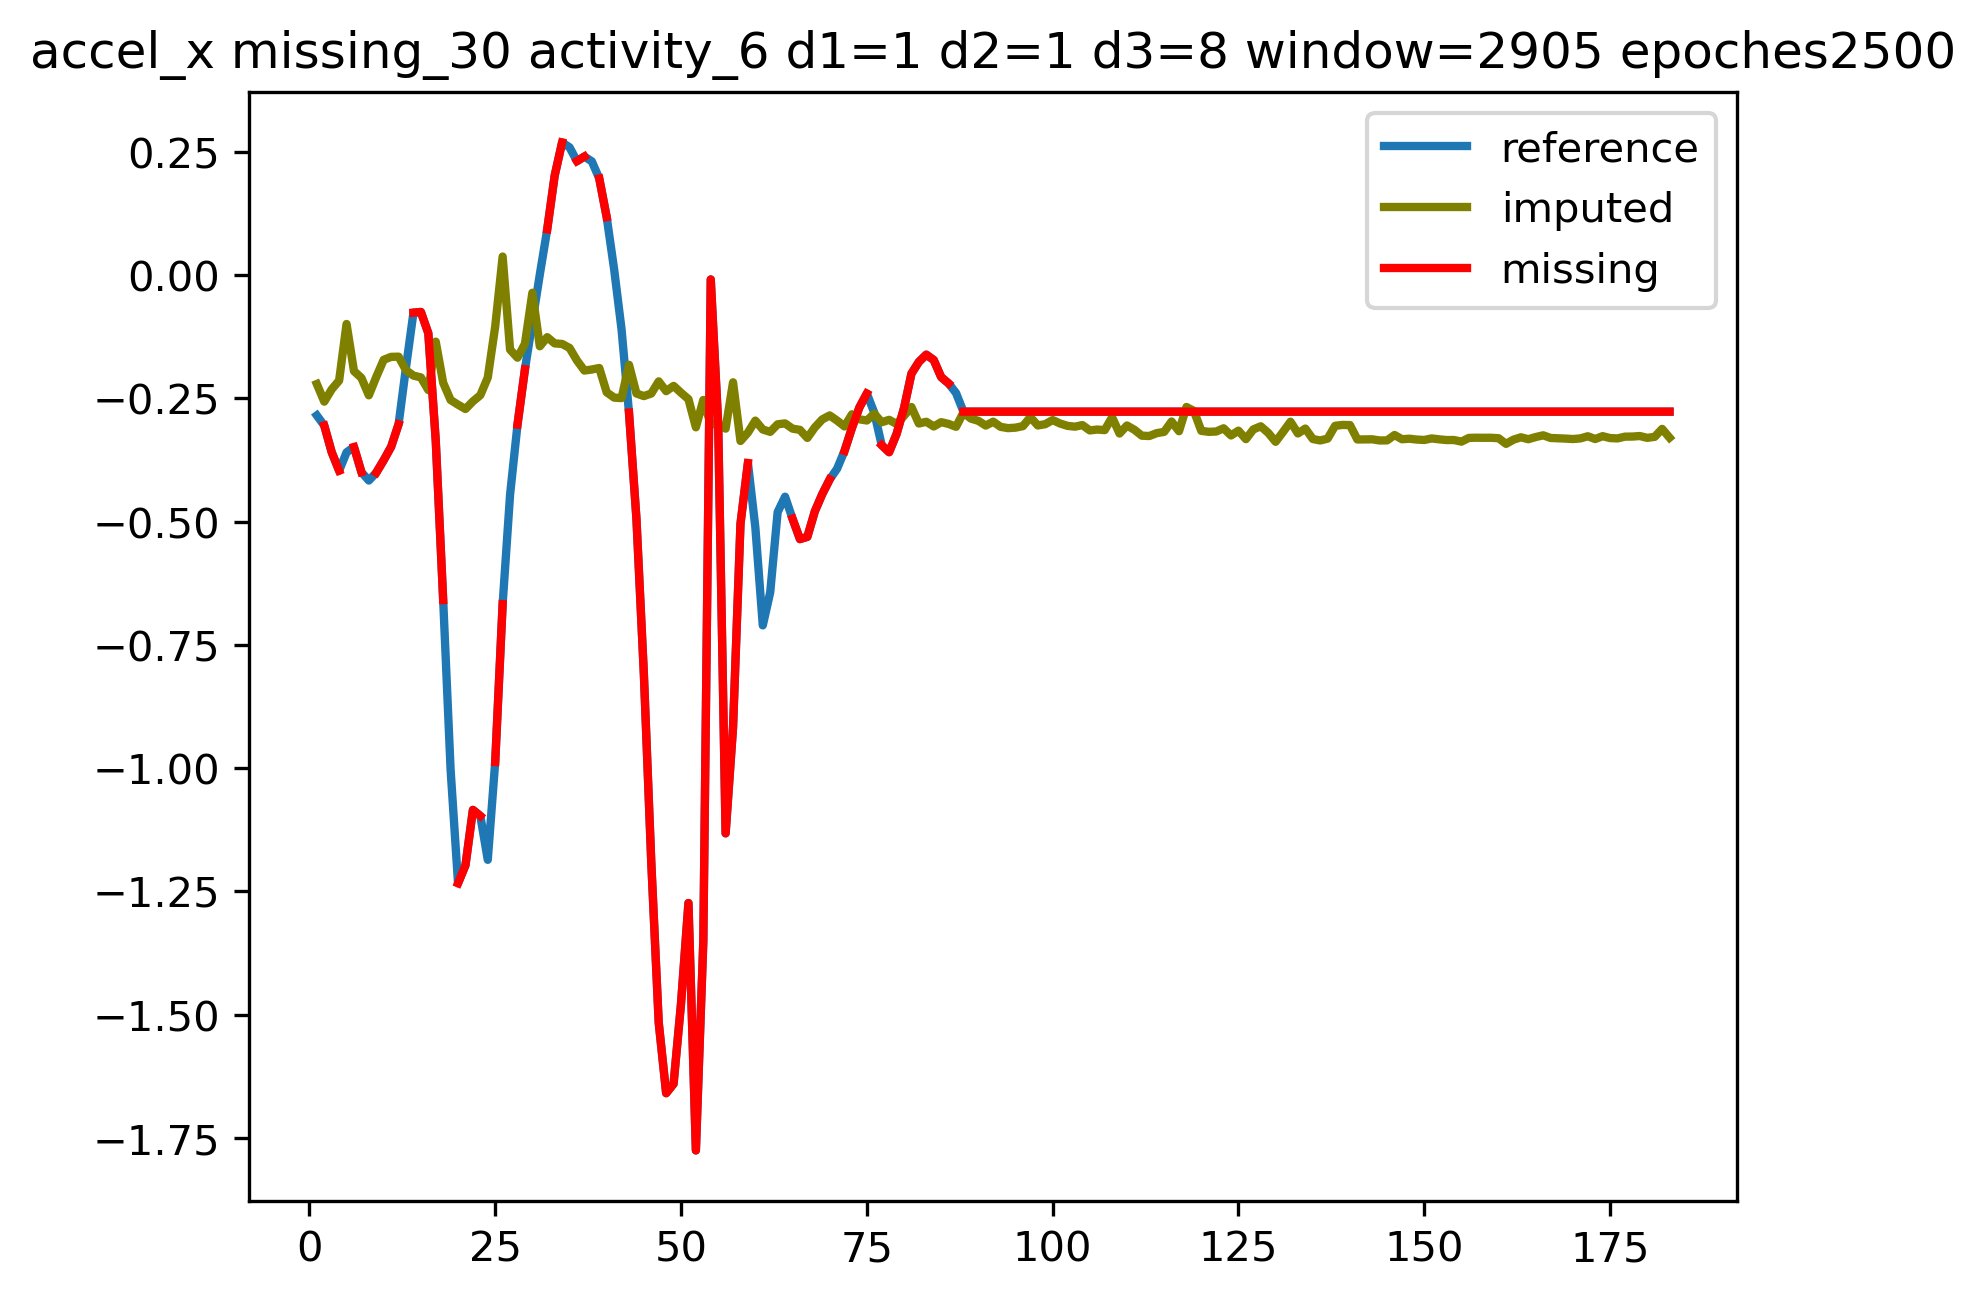 accel_x missing_30 activity_6 d1=1 d2=1 d3=8 window=2905 epoches2500
reference
imputed
missing
0.25
0.00
−0.25
−0.50
−0.75
−1.00
−1.25
−1.50
−1.75
0 25 50 75 100 125 150 175